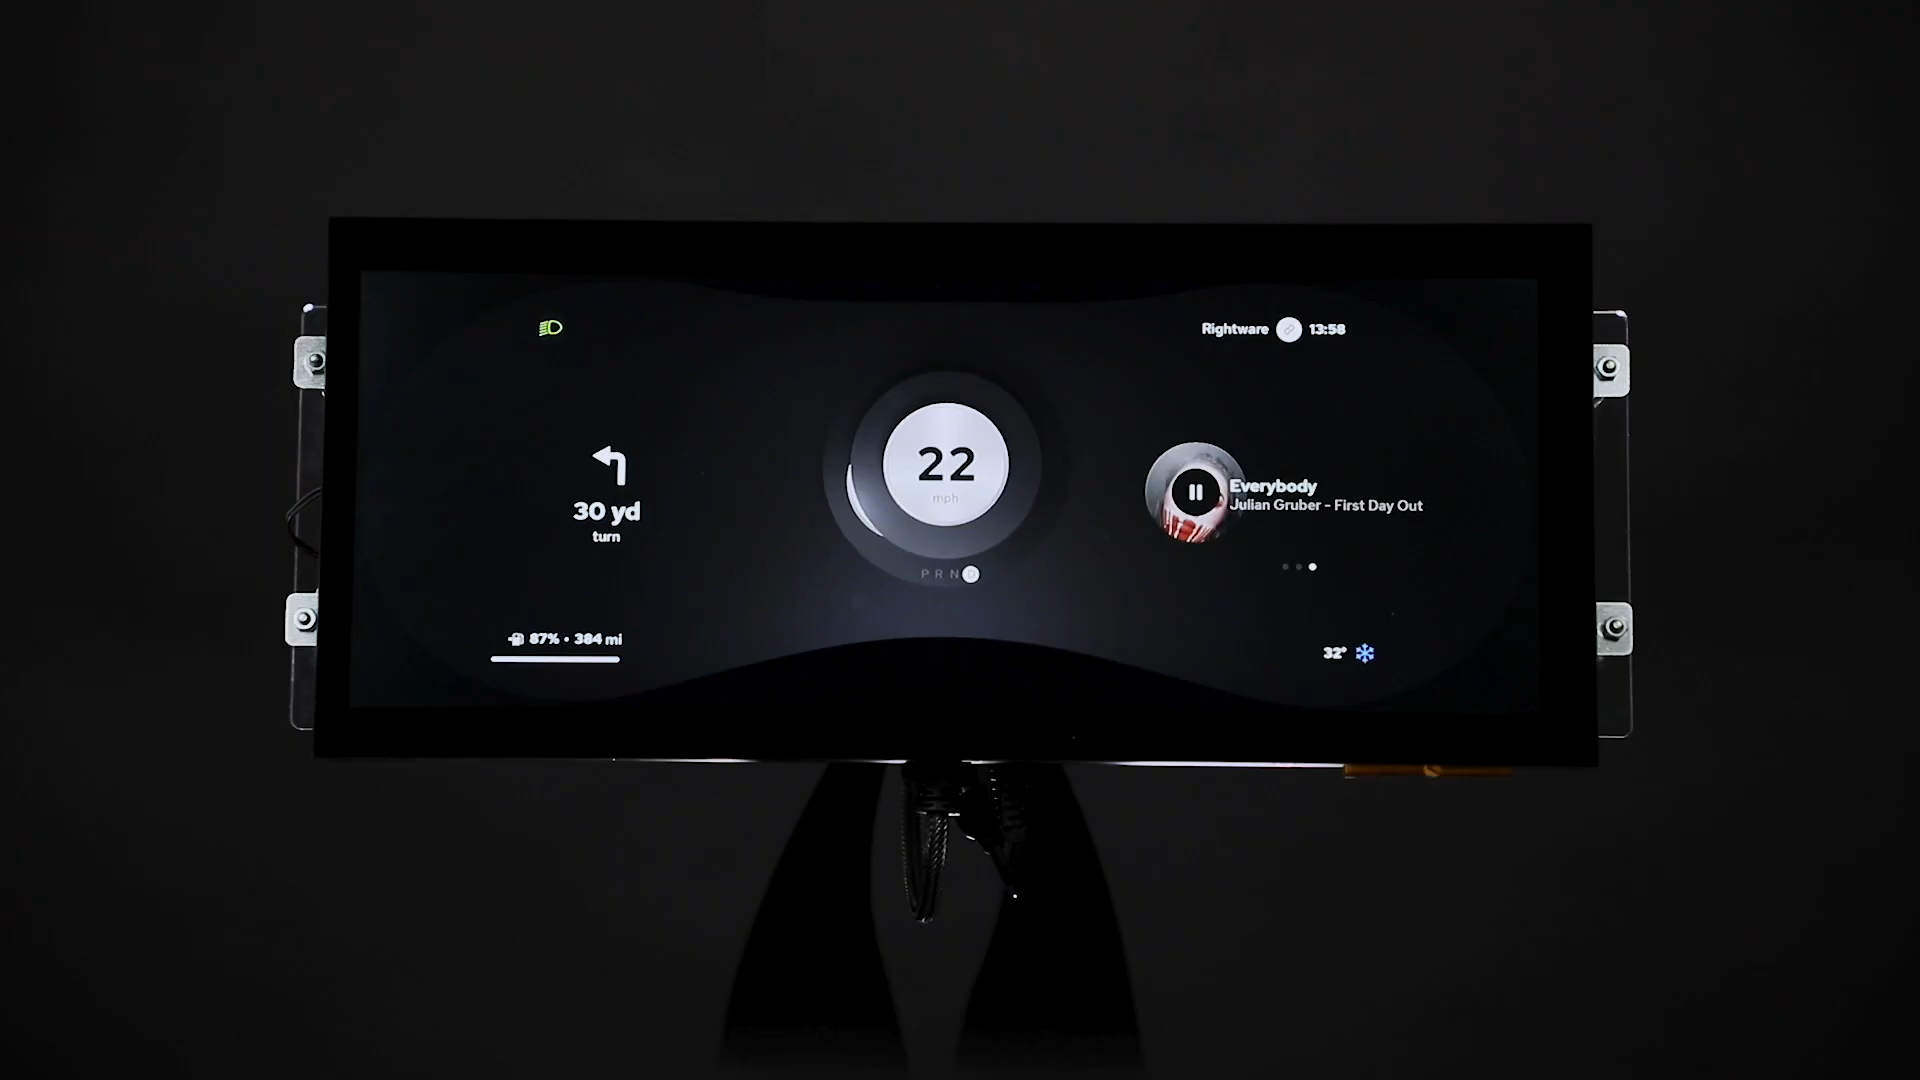 Rightware 13:58
22
mph
30 yd
turn
Everybody
Julian Gruber - First Day Out
P R N D
87% • 384 mi
32°